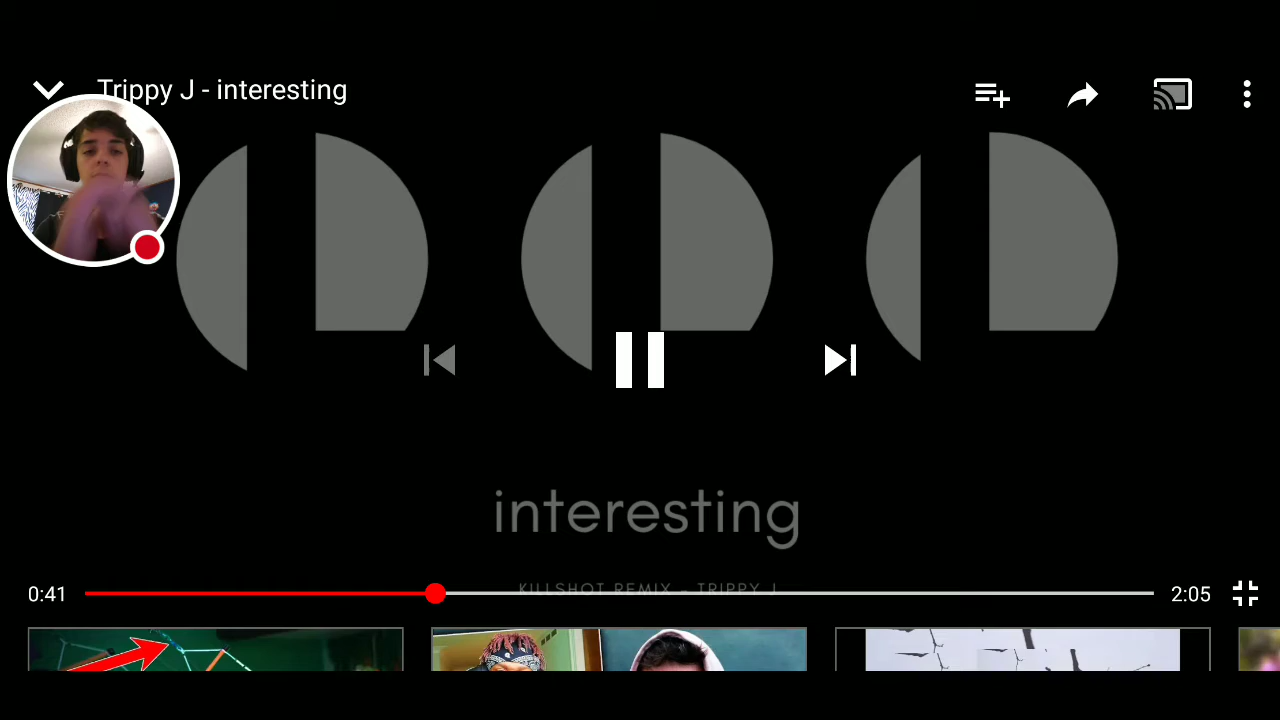 Trippy J - interesting
interesting
KILLSHOT REMIX - TRIPPY J
0:41
2:05